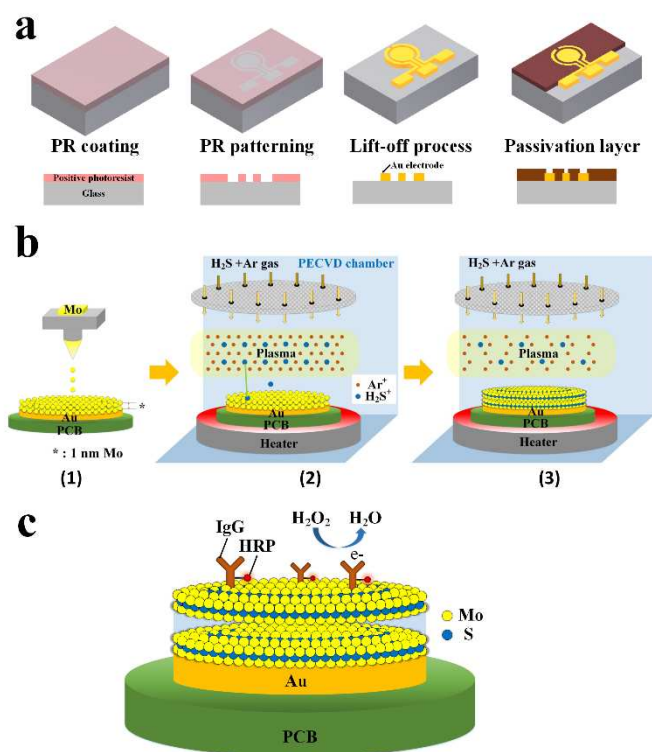 a
PR coating
PR patterning
Lift-off process
Passivation layer
Positive photoresist
Glass
Au electrode
b
Mo
*
Au
PCB
* : 1 nm Mo
(1)
H₂S +Ar gas
PECVD chamber
Plasma
Ar⁺
H₂S⁺
Au
PCB
Heater
(2)
H₂S +Ar gas
Plasma
Au
PCB
Heater
(3)
c
IgG
HRP
H₂O₂
H₂O
e-
Mo
S
Au
PCB